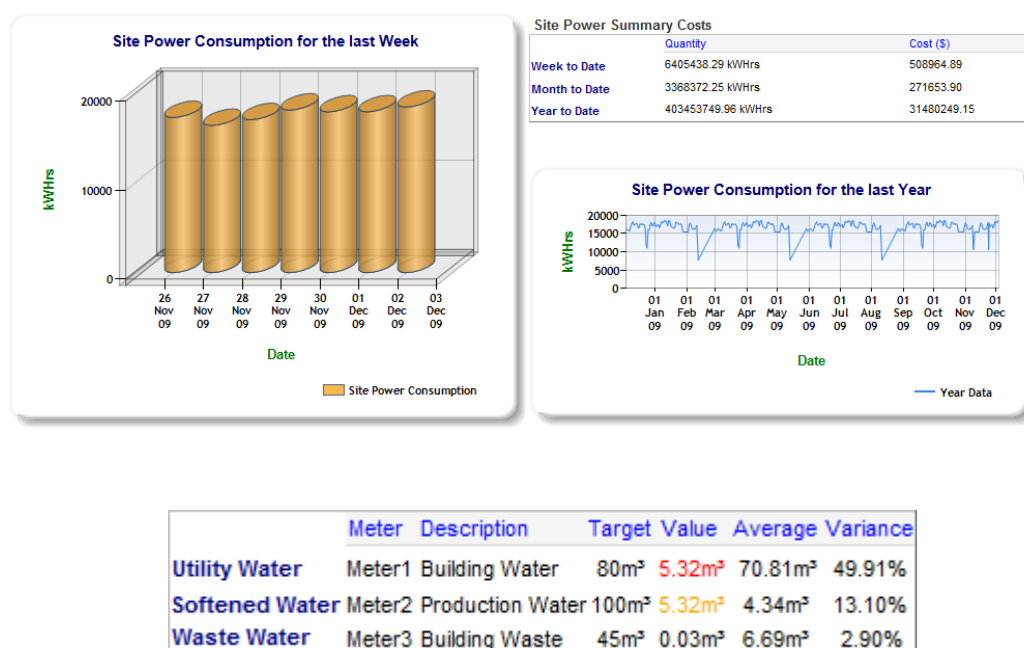 Site Power Consumption for the last Week
kWHrs
20000
10000
0
26 Nov 09
27 Nov 09
28 Nov 09
29 Nov 09
30 Nov 09
01 Dec 09
02 Dec 09
03 Dec 09
Date
Site Power Consumption
Site Power Summary Costs
Quantity Cost ($)
Week to Date 6405438.29 kWHrs 508964.89
Month to Date 3368372.25 kWHrs 271653.90
Year to Date 403453749.96 kWHrs 31480249.15
Site Power Consumption for the last Year
kWHrs
20000
15000
10000
5000
0
01 Jan 09
01 Feb 09
01 Mar 09
01 Apr 09
01 May 09
01 Jun 09
01 Jul 09
01 Aug 09
01 Sep 09
01 Oct 09
01 Nov 09
01 Dec 09
Date
Year Data
Meter Description Target Value Average Variance
Utility Water Meter1 Building Water 80m³ 5.32m³ 70.81m³ 49.91%
Softened Water Meter2 Production Water 100m³ 5.32m³ 4.34m³ 13.10%
Waste Water Meter3 Building Waste 45m³ 0.03m³ 6.69m³ 2.90%